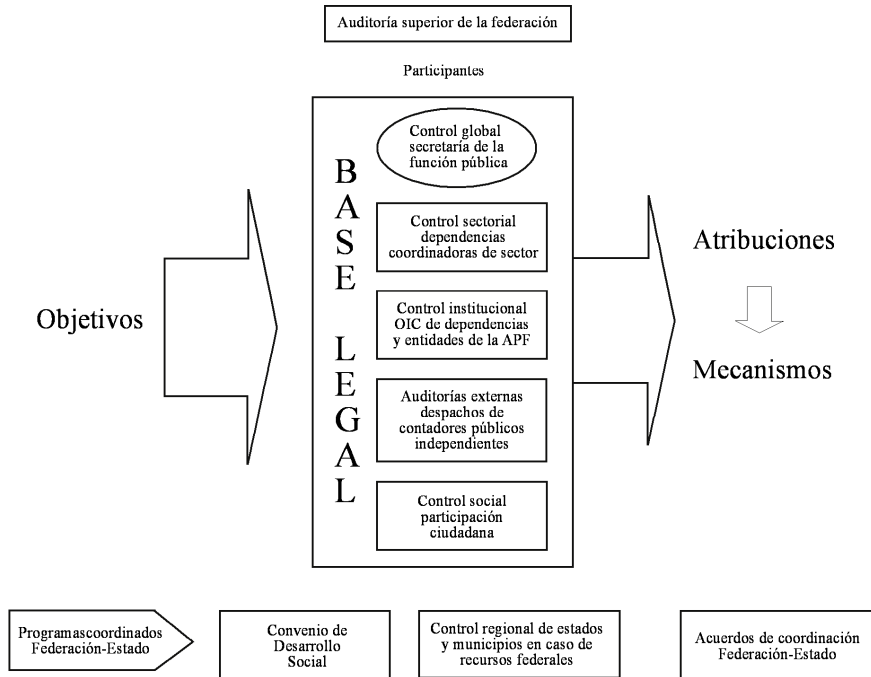 Auditoría superior de la federación
Participantes
BASE LEGAL
Control global
secretaría de la
función pública
Control sectorial
dependencias
coordinadoras de sector
Control institucional
OIC de dependencias
y entidades de la APF
Auditorías externas
despachos de
contadores públicos
independientes
Control social
participación
ciudadana
Objetivos
Atribuciones
Mecanismos
Programascoordinados
Federación-Estado
Convenio de
Desarrollo
Social
Control regional de estados
y municipios en caso de
recursos federales
Acuerdos de coordinación
Federación-Estado